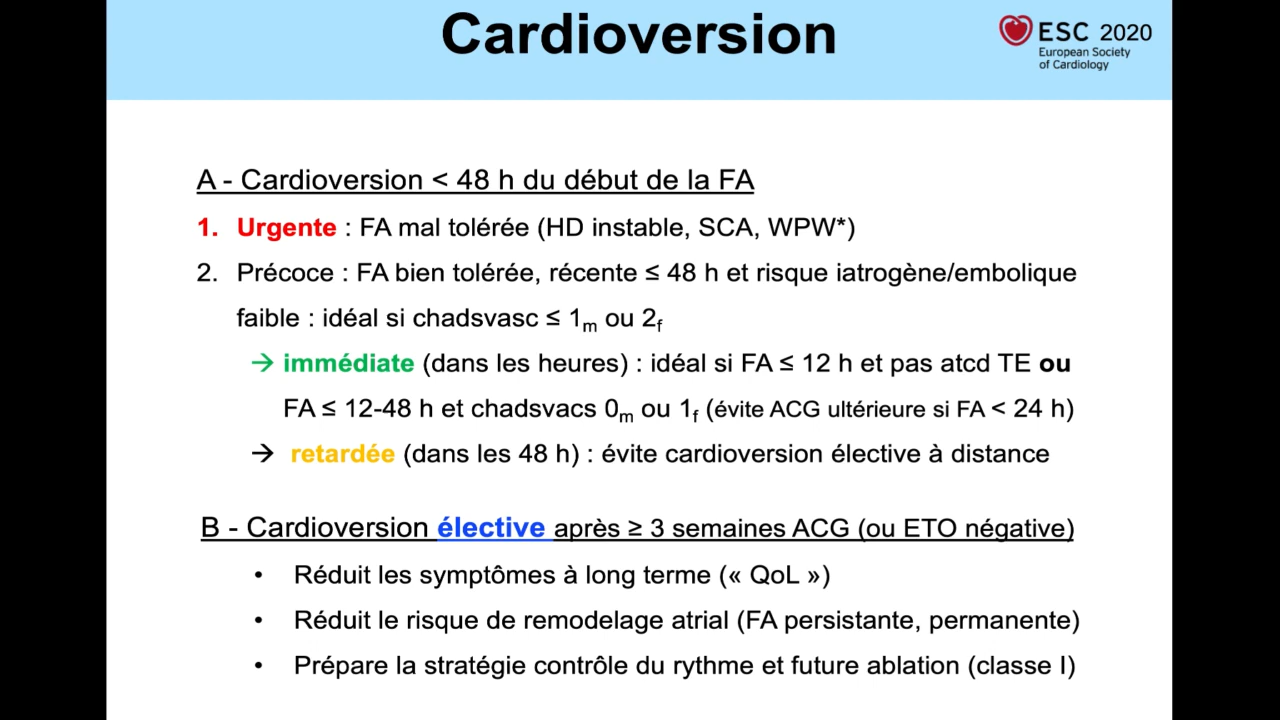 Cardioversion
ESC 2020
European Society
of Cardiology
A - Cardioversion < 48 h du début de la FA
1. Urgente : FA mal tolérée (HD instable, SCA, WPW*)
2. Précoce : FA bien tolérée, récente ≤ 48 h et risque iatrogène/embolique
faible : idéal si chadsvasc ≤ 1m ou 2f
→ immédiate (dans les heures) : idéal si FA ≤ 12 h et pas atcd TE ou
FA ≤ 12-48 h et chadsvacs 0m ou 1f (évite ACG ultérieure si FA < 24 h)
→ retardée (dans les 48 h) : évite cardioversion élective à distance
B - Cardioversion élective après ≥ 3 semaines ACG (ou ETO négative)
• Réduit les symptômes à long terme (« QoL »)
• Réduit le risque de remodelage atrial (FA persistante, permanente)
• Prépare la stratégie contrôle du rythme et future ablation (classe I)